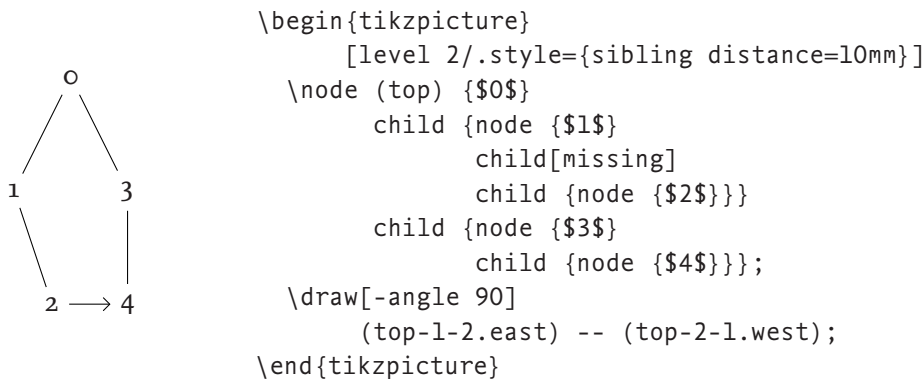 0
1 3
2 4
\begin{tikzpicture}
[level 2/.style={sibling distance=10mm}]
\node (top) {$0$}
child {node {$1$}
child[missing]
child {node {$2$}}}
child {node {$3$}
child {node {$4$}}};
\draw[-angle 90]
(top-1-2.east) -- (top-2-1.west);
\end{tikzpicture}